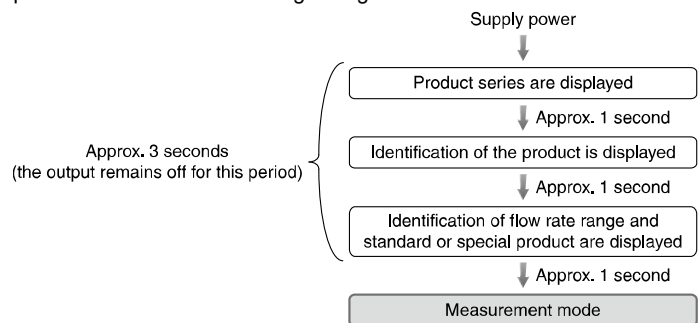 Supply power
Product series are displayed
Approx. 1 second
Approx. 3 seconds
(the output remains off for this period)
Identification of the product is displayed
Approx. 1 second
Identification of flow rate range and
standard or special product are displayed
Approx. 1 second
Measurement mode